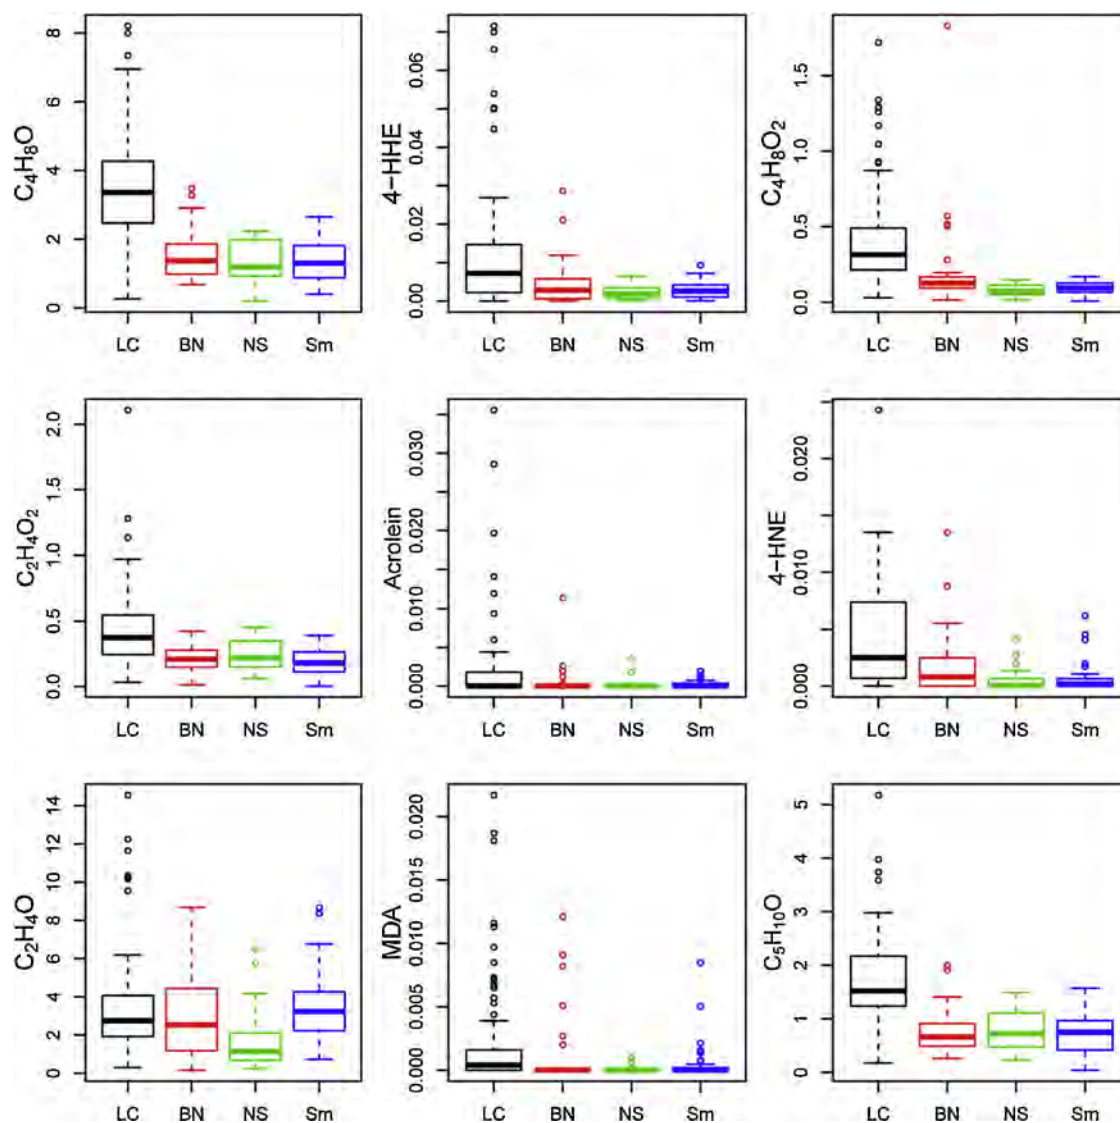 C₄H₈O
8
6
4
2
0
LC BN NS Sm
4-HHE
0.06
0.04
0.02
0.00
LC BN NS Sm
C₄H₈O₂
1.5
1.0
0.5
0.0
LC BN NS Sm
C₂H₄O₂
2.0
1.5
1.0
0.5
0.0
LC BN NS Sm
Acrolein
0.030
0.020
0.010
0.000
LC BN NS Sm
4-HNE
0.020
0.010
0.000
LC BN NS Sm
C₂H₄O
14
12
10
8
6
4
2
0
LC BN NS Sm
MDA
0.020
0.015
0.010
0.005
0.000
LC BN NS Sm
C₅H₁₀O
5
4
3
2
1
0
LC BN NS Sm